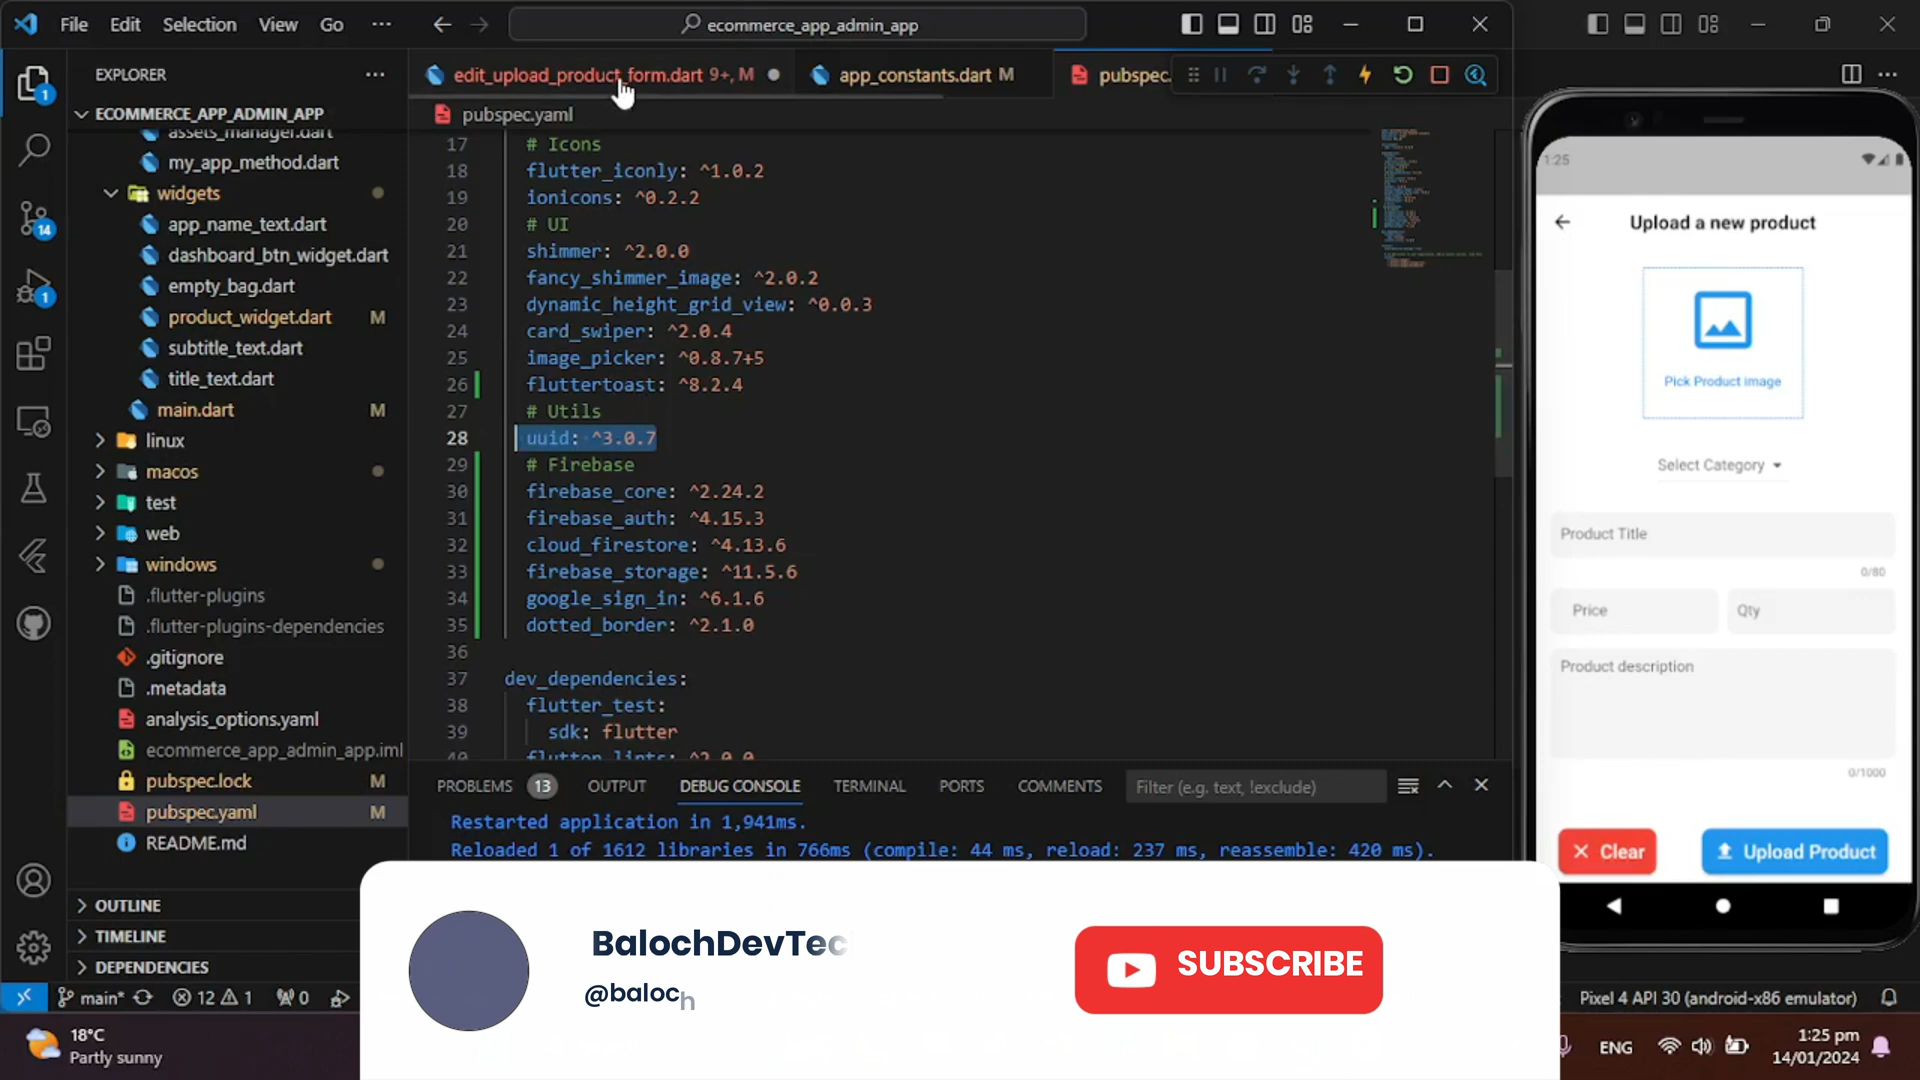 File Edit Selection View Go ···
ecommerce_app_admin_app
EXPLORER
ECOMMERCE_APP_ADMIN_APP
assets_manager.dart
my_app_method.dart
widgets
app_name_text.dart
dashboard_btn_widget.dart
empty_bag.dart
product_widget.dart M
subtitle_text.dart
title_text.dart
main.dart M
linux
macos
test
web
windows
.flutter-plugins
.flutter-plugins-dependencies
.gitignore
.metadata
analysis_options.yaml
ecommerce_app_admin_app.iml
pubspec.lock M
pubspec.yaml M
README.md
OUTLINE
TIMELINE
DEPENDENCIES
1
14
1
edit_upload_product_form.dart 9+, M
app_constants.dart M
pubspec.
pubspec.yaml
17 # Icons
18 flutter_iconly: ^1.0.2
19 ionicons: ^0.2.2
20 # UI
21 shimmer: ^2.0.0
22 fancy_shimmer_image: ^2.0.2
23 dynamic_height_grid_view: ^0.0.3
24 card_swiper: ^2.0.4
25 image_picker: ^0.8.7+5
26 fluttertoast: ^8.2.4
27 # Utils
28 uuid: ^3.0.7
29 # Firebase
30 firebase_core: ^2.24.2
31 firebase_auth: ^4.15.3
32 cloud_firestore: ^4.13.6
33 firebase_storage: ^11.5.6
34 google_sign_in: ^6.1.6
35 dotted_border: ^2.1.0
36
37 dev_dependencies:
38 flutter_test:
39 sdk: flutter
40 flutter_lints: ^2.0.0
PROBLEMS 13 OUTPUT DEBUG CONSOLE TERMINAL PORTS COMMENTS Filter (e.g. text, !exclude)
Restarted application in 1,941ms.
Reloaded 1 of 1612 libraries in 766ms (compile: 44 ms, reload: 237 ms, reassemble: 420 ms).
1:25
Upload a new product
Pick Product image
Select Category
Product Title
0/80
Price
Qty
Product description
0/1000
Clear
Upload Product
BalochDevTec
@baloch
SUBSCRIBE
main* 12 1 0
Pixel 4 API 30 (android-x86 emulator)
18°C
Partly sunny
ENG
1:25 pm
14/01/2024